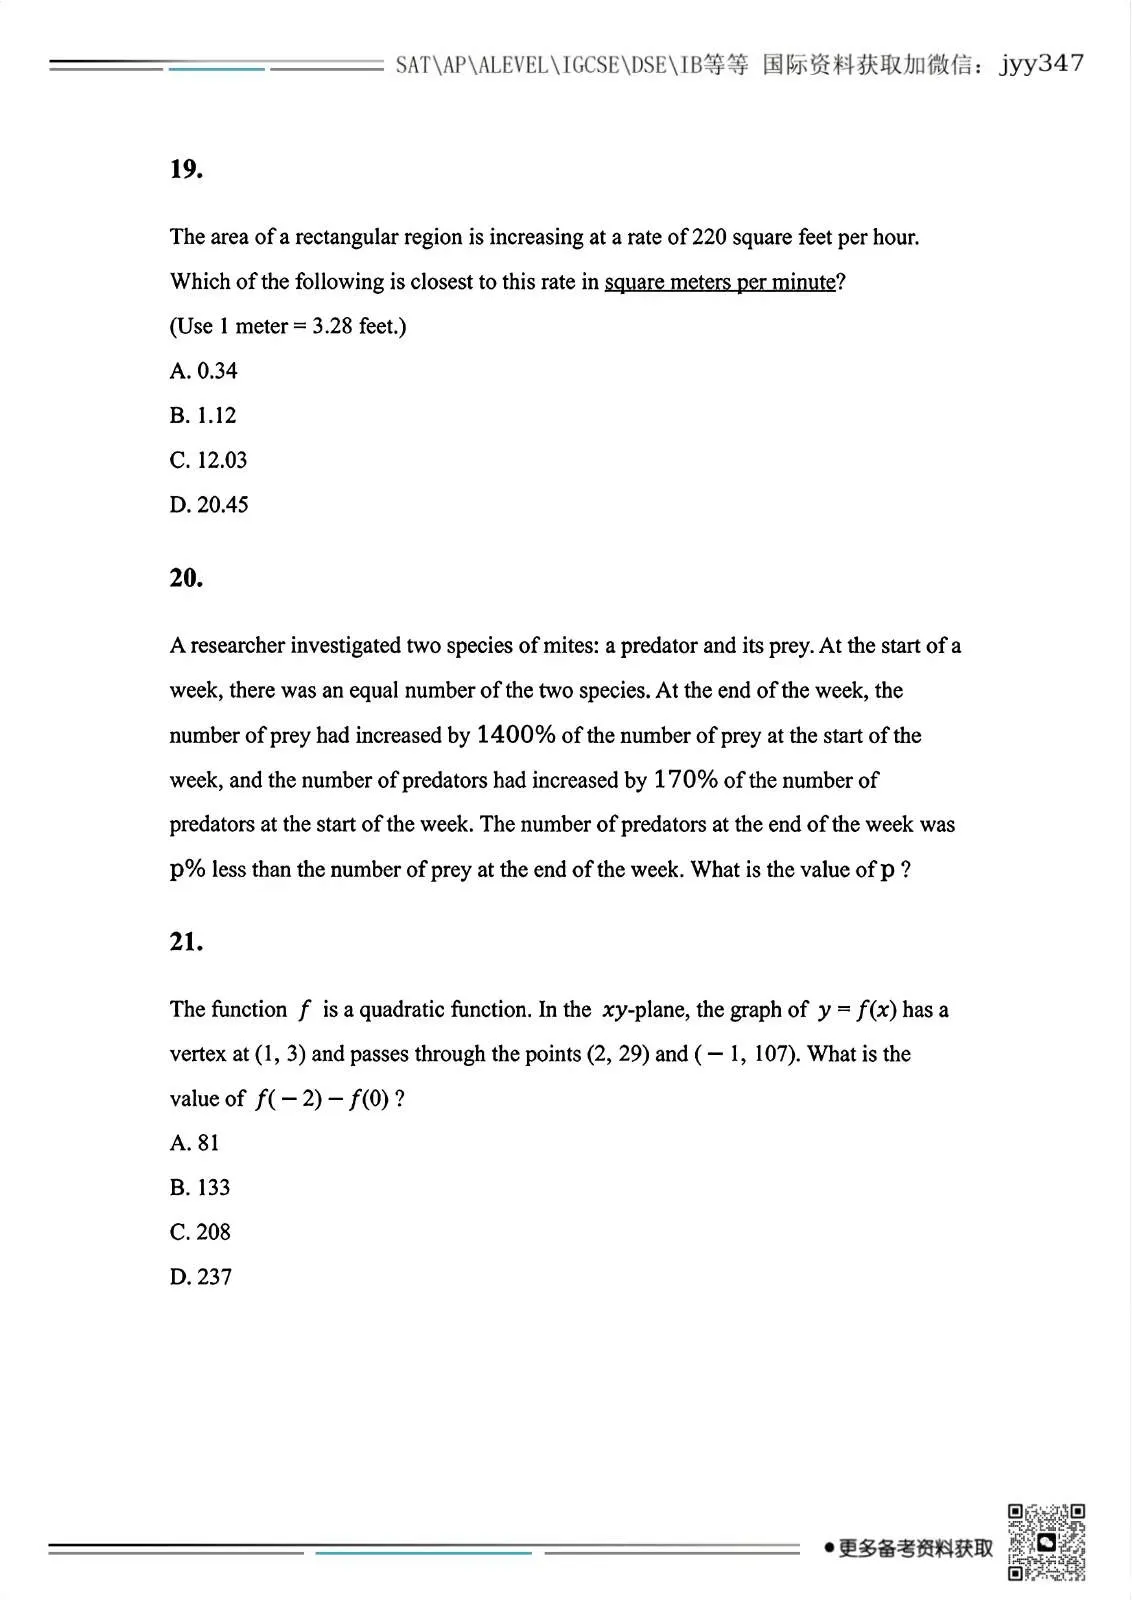 SAT\AP\ALEVEL\IGCSE\DSE\IB等等 国际资料获取加微信: jyy347
19.
The area of a rectangular region is increasing at a rate of 220 square feet per hour.
Which of the following is closest to this rate in square meters per minute?
(Use 1 meter = 3.28 feet.)
A. 0.34
B. 1.12
C. 12.03
D. 20.45
20.
A researcher investigated two species of mites: a predator and its prey. At the start of a
week, there was an equal number of the two species. At the end of the week, the
number of prey had increased by 1400% of the number of prey at the start of the
week, and the number of predators had increased by 170% of the number of
predators at the start of the week. The number of predators at the end of the week was
p% less than the number of prey at the end of the week. What is the value of p ?
21.
The function f is a quadratic function. In the xy-plane, the graph of y = f(x) has a
vertex at (1, 3) and passes through the points (2, 29) and ( − 1, 107). What is the
value of f( − 2) − f(0) ?
A. 81
B. 133
C. 208
D. 237
●更多备考资料获取